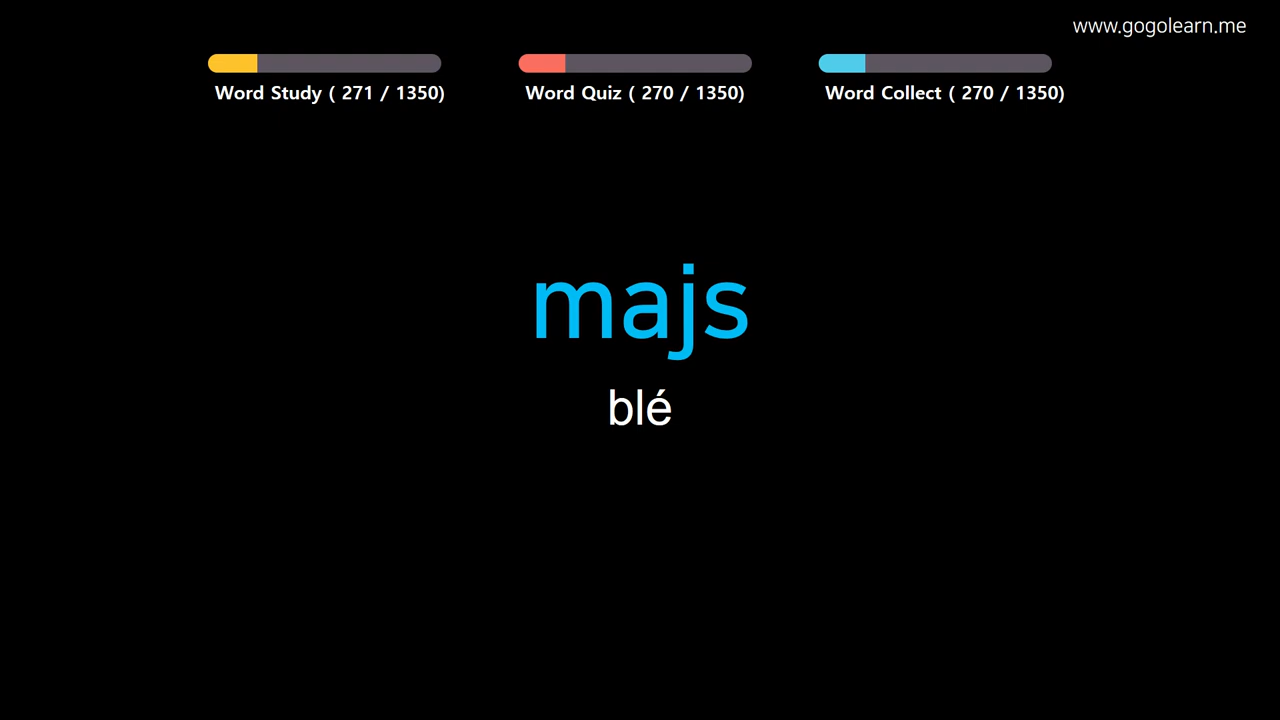 www.gogolearn.me
Word Study ( 271 / 1350)
Word Quiz ( 270 / 1350)
Word Collect ( 270 / 1350)
majs
blé